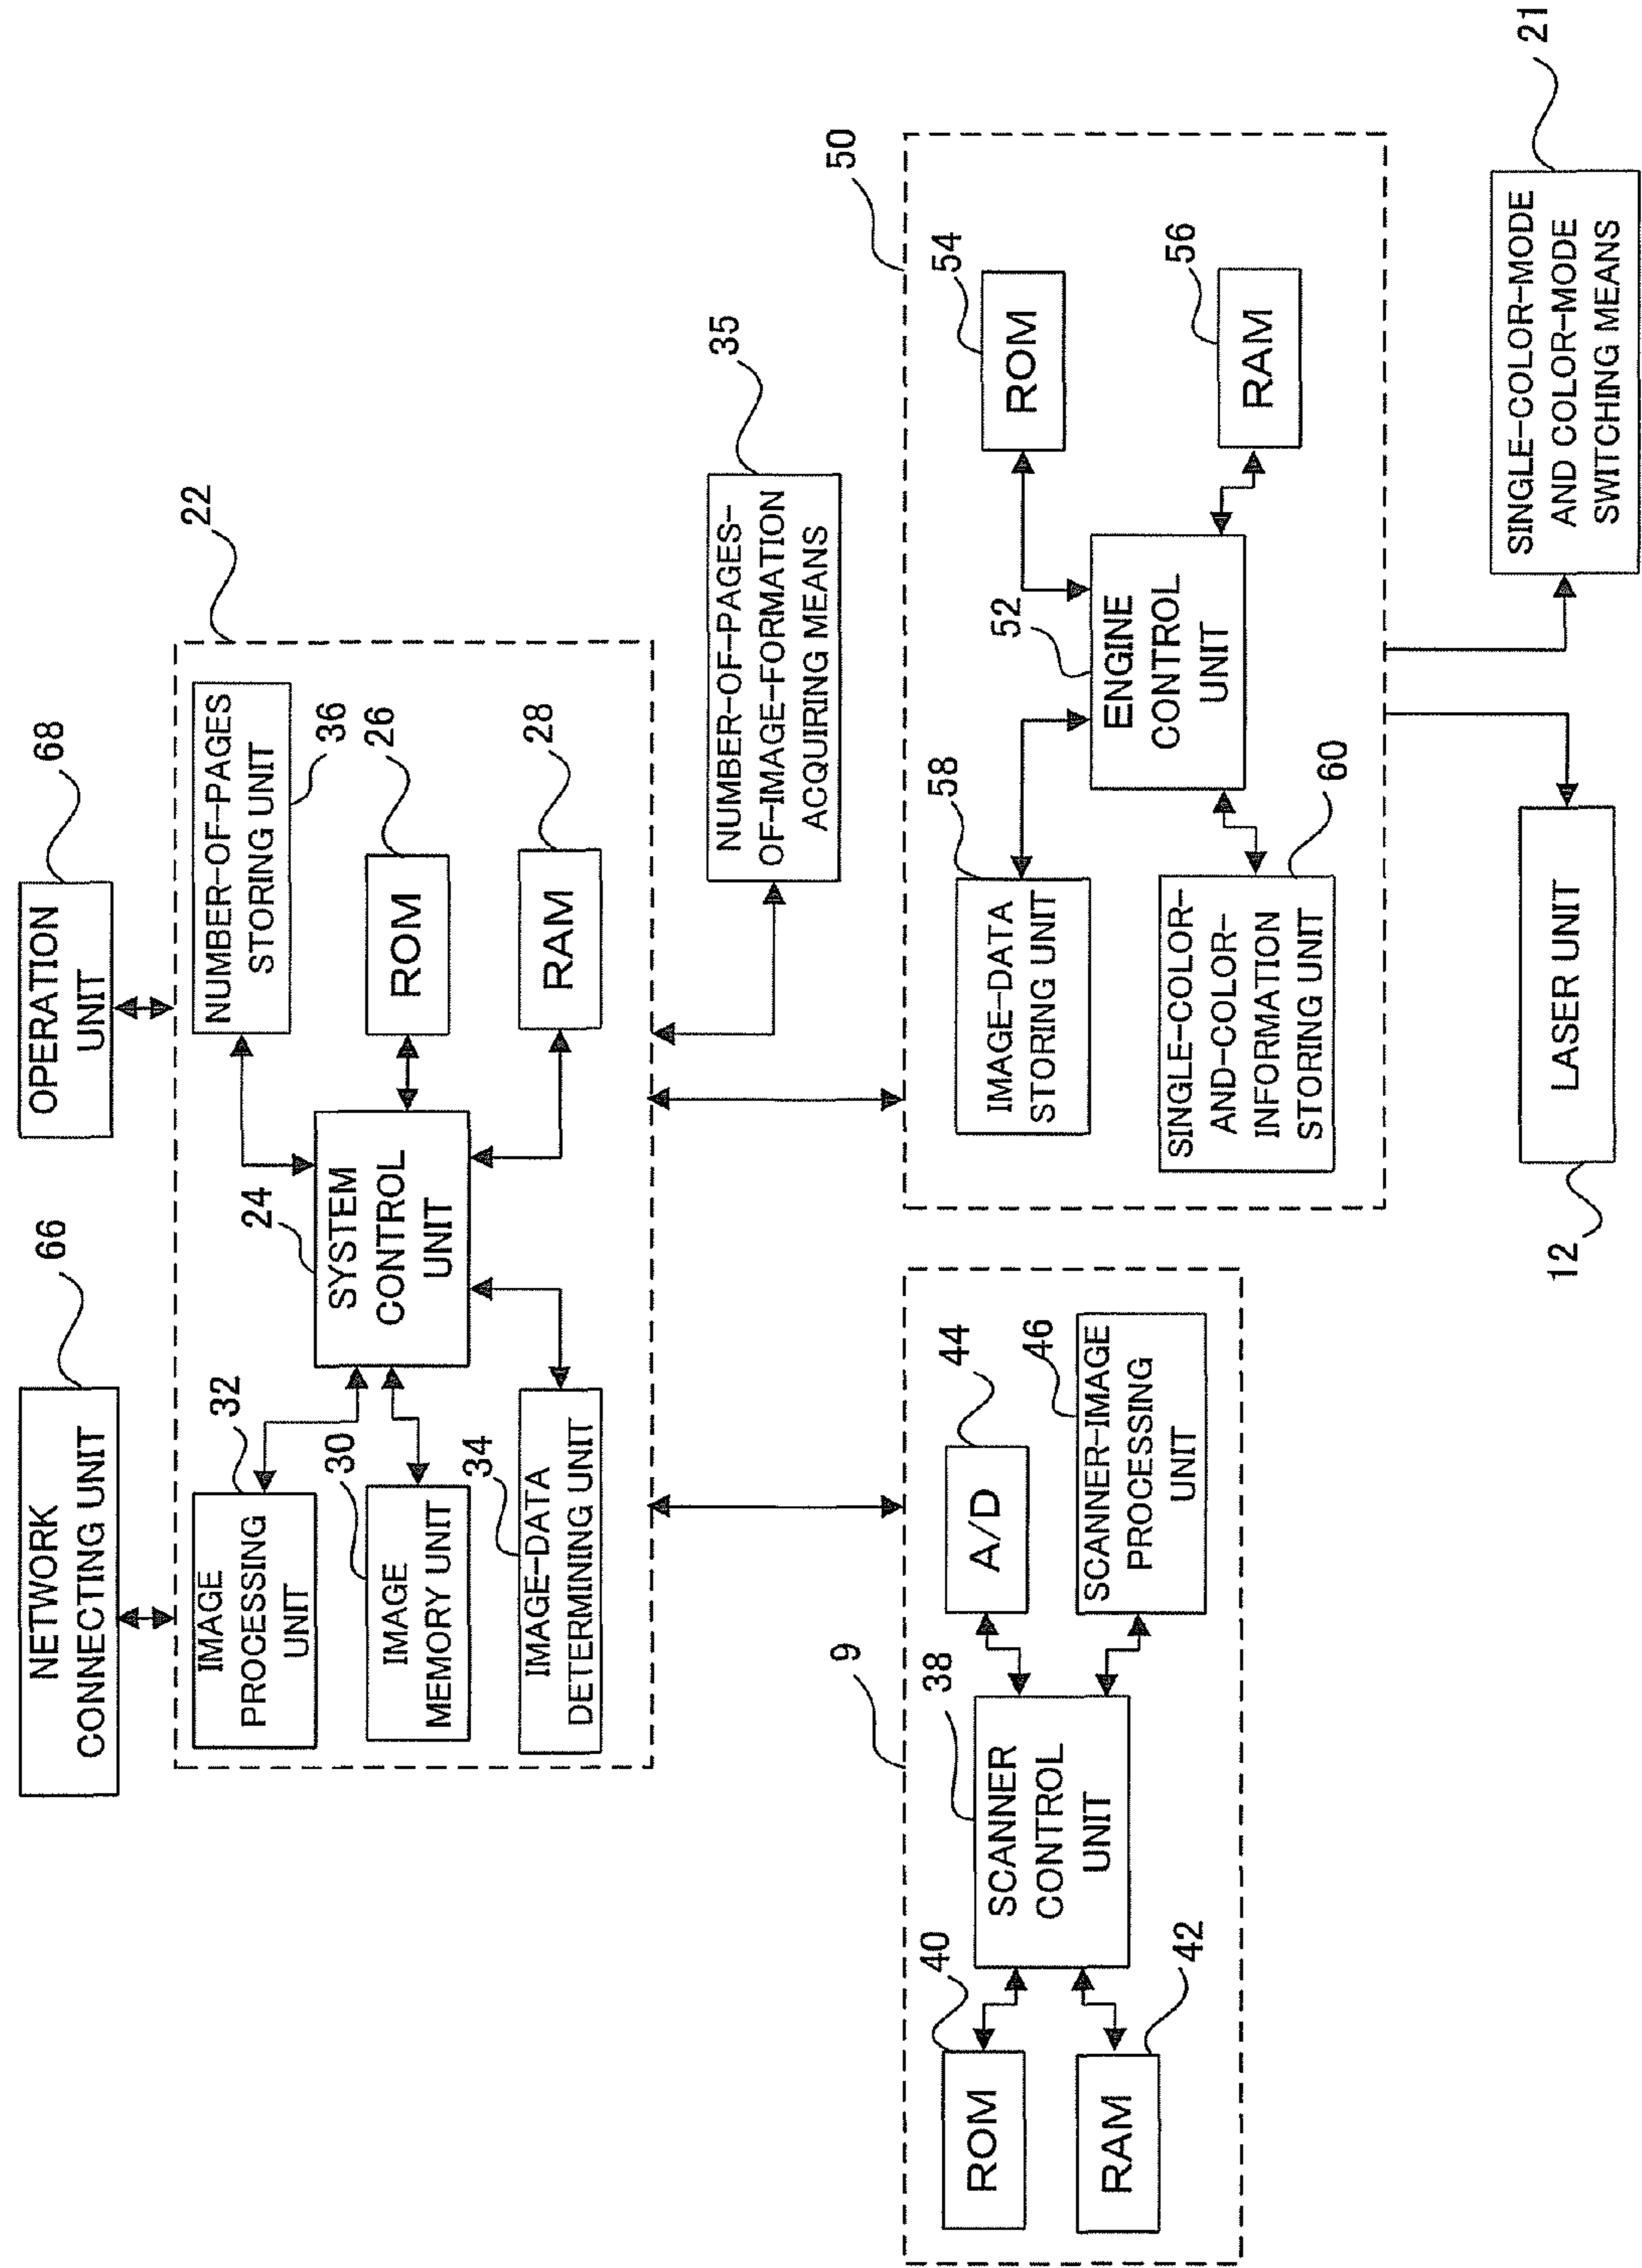 66
NETWORK
CONNECTING UNIT
68
OPERATION
UNIT
22
32
IMAGE
PROCESSING
UNIT
30
IMAGE
MEMORY UNIT
34
IMAGE-DATA
DETERMINING UNIT
24
SYSTEM
CONTROL
UNIT
NUMBER-OF-PAGES
STORING UNIT
36
26
ROM
28
RAM
35
NUMBER-OF-PAGES-
OF-IMAGE-FORMATION
ACQUIRING MEANS
9
40
ROM
42
RAM
38
SCANNER
CONTROL
UNIT
44
A/D
46
SCANNER-IMAGE
PROCESSING
UNIT
50
58
IMAGE-DATA
STORING UNIT
SINGLE-COLOR-
AND-COLOR-
INFORMATION
STORING UNIT
60
52
ENGINE
CONTROL
UNIT
54
ROM
56
RAM
12
LASER UNIT
21
SINGLE-COLOR-MODE
AND COLOR-MODE
SWITCHING MEANS